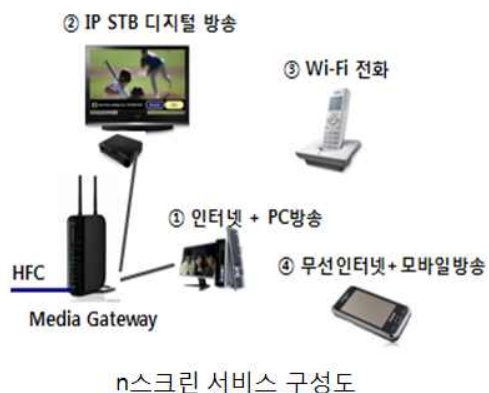 ② IP STB 디지털 방송
③ Wi-Fi 전화
① 인터넷 + PC방송
HFC
④ 무선인터넷+모바일방송
Media Gateway
n스크린 서비스 구성도